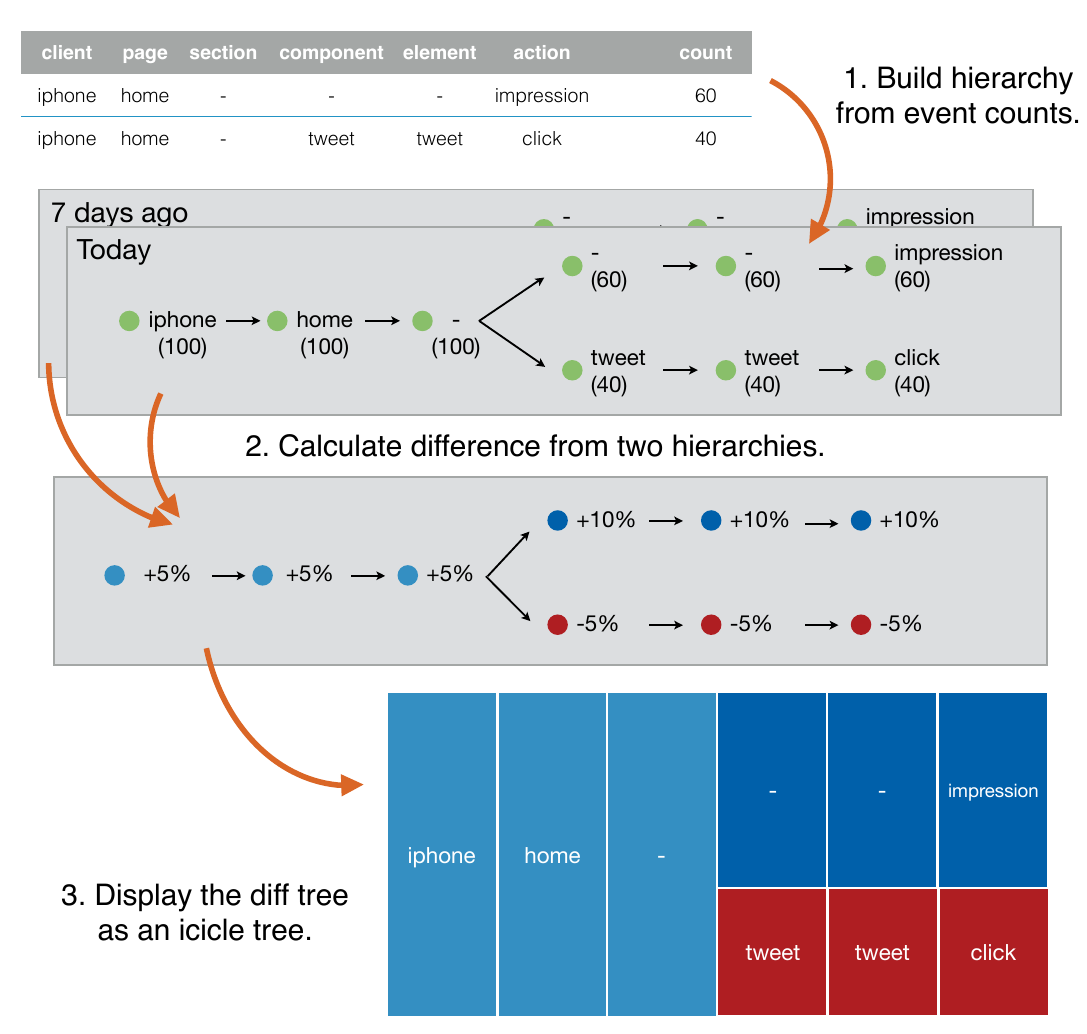 client page section component element action count
iphone home - - - impression 60
iphone home - tweet tweet click 40
1. Build hierarchy
from event counts.
7 days ago
- - impression
Today
- - impression
(60) (60) (60)
iphone home -
(100) (100) (100)
tweet tweet click
(40) (40) (40)
2. Calculate difference from two hierarchies.
+10% +10% +10%
+5% +5% +5%
-5% -5% -5%
- - impression
iphone home -
tweet tweet click
3. Display the diff tree
as an icicle tree.